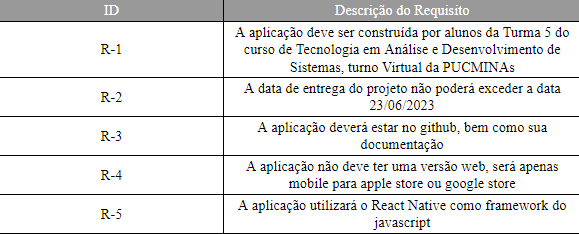 ID Descrição do Requisito
R-1
A aplicação deve ser construída por alunos da Turma 5 do
curso de Tecnologia em Análise e Desenvolvimento de
Sistemas, turno Virtual da PUCMINAs
R-2
A data de entrega do projeto não poderá exceder a data
23/06/2023
R-3
A aplicação deverá estar no github, bem como sua
documentação
R-4
A aplicação não deve ter uma versão web, será apenas
mobile para apple store ou google store
R-5
A aplicação utilizará o React Native como framework do
javascript